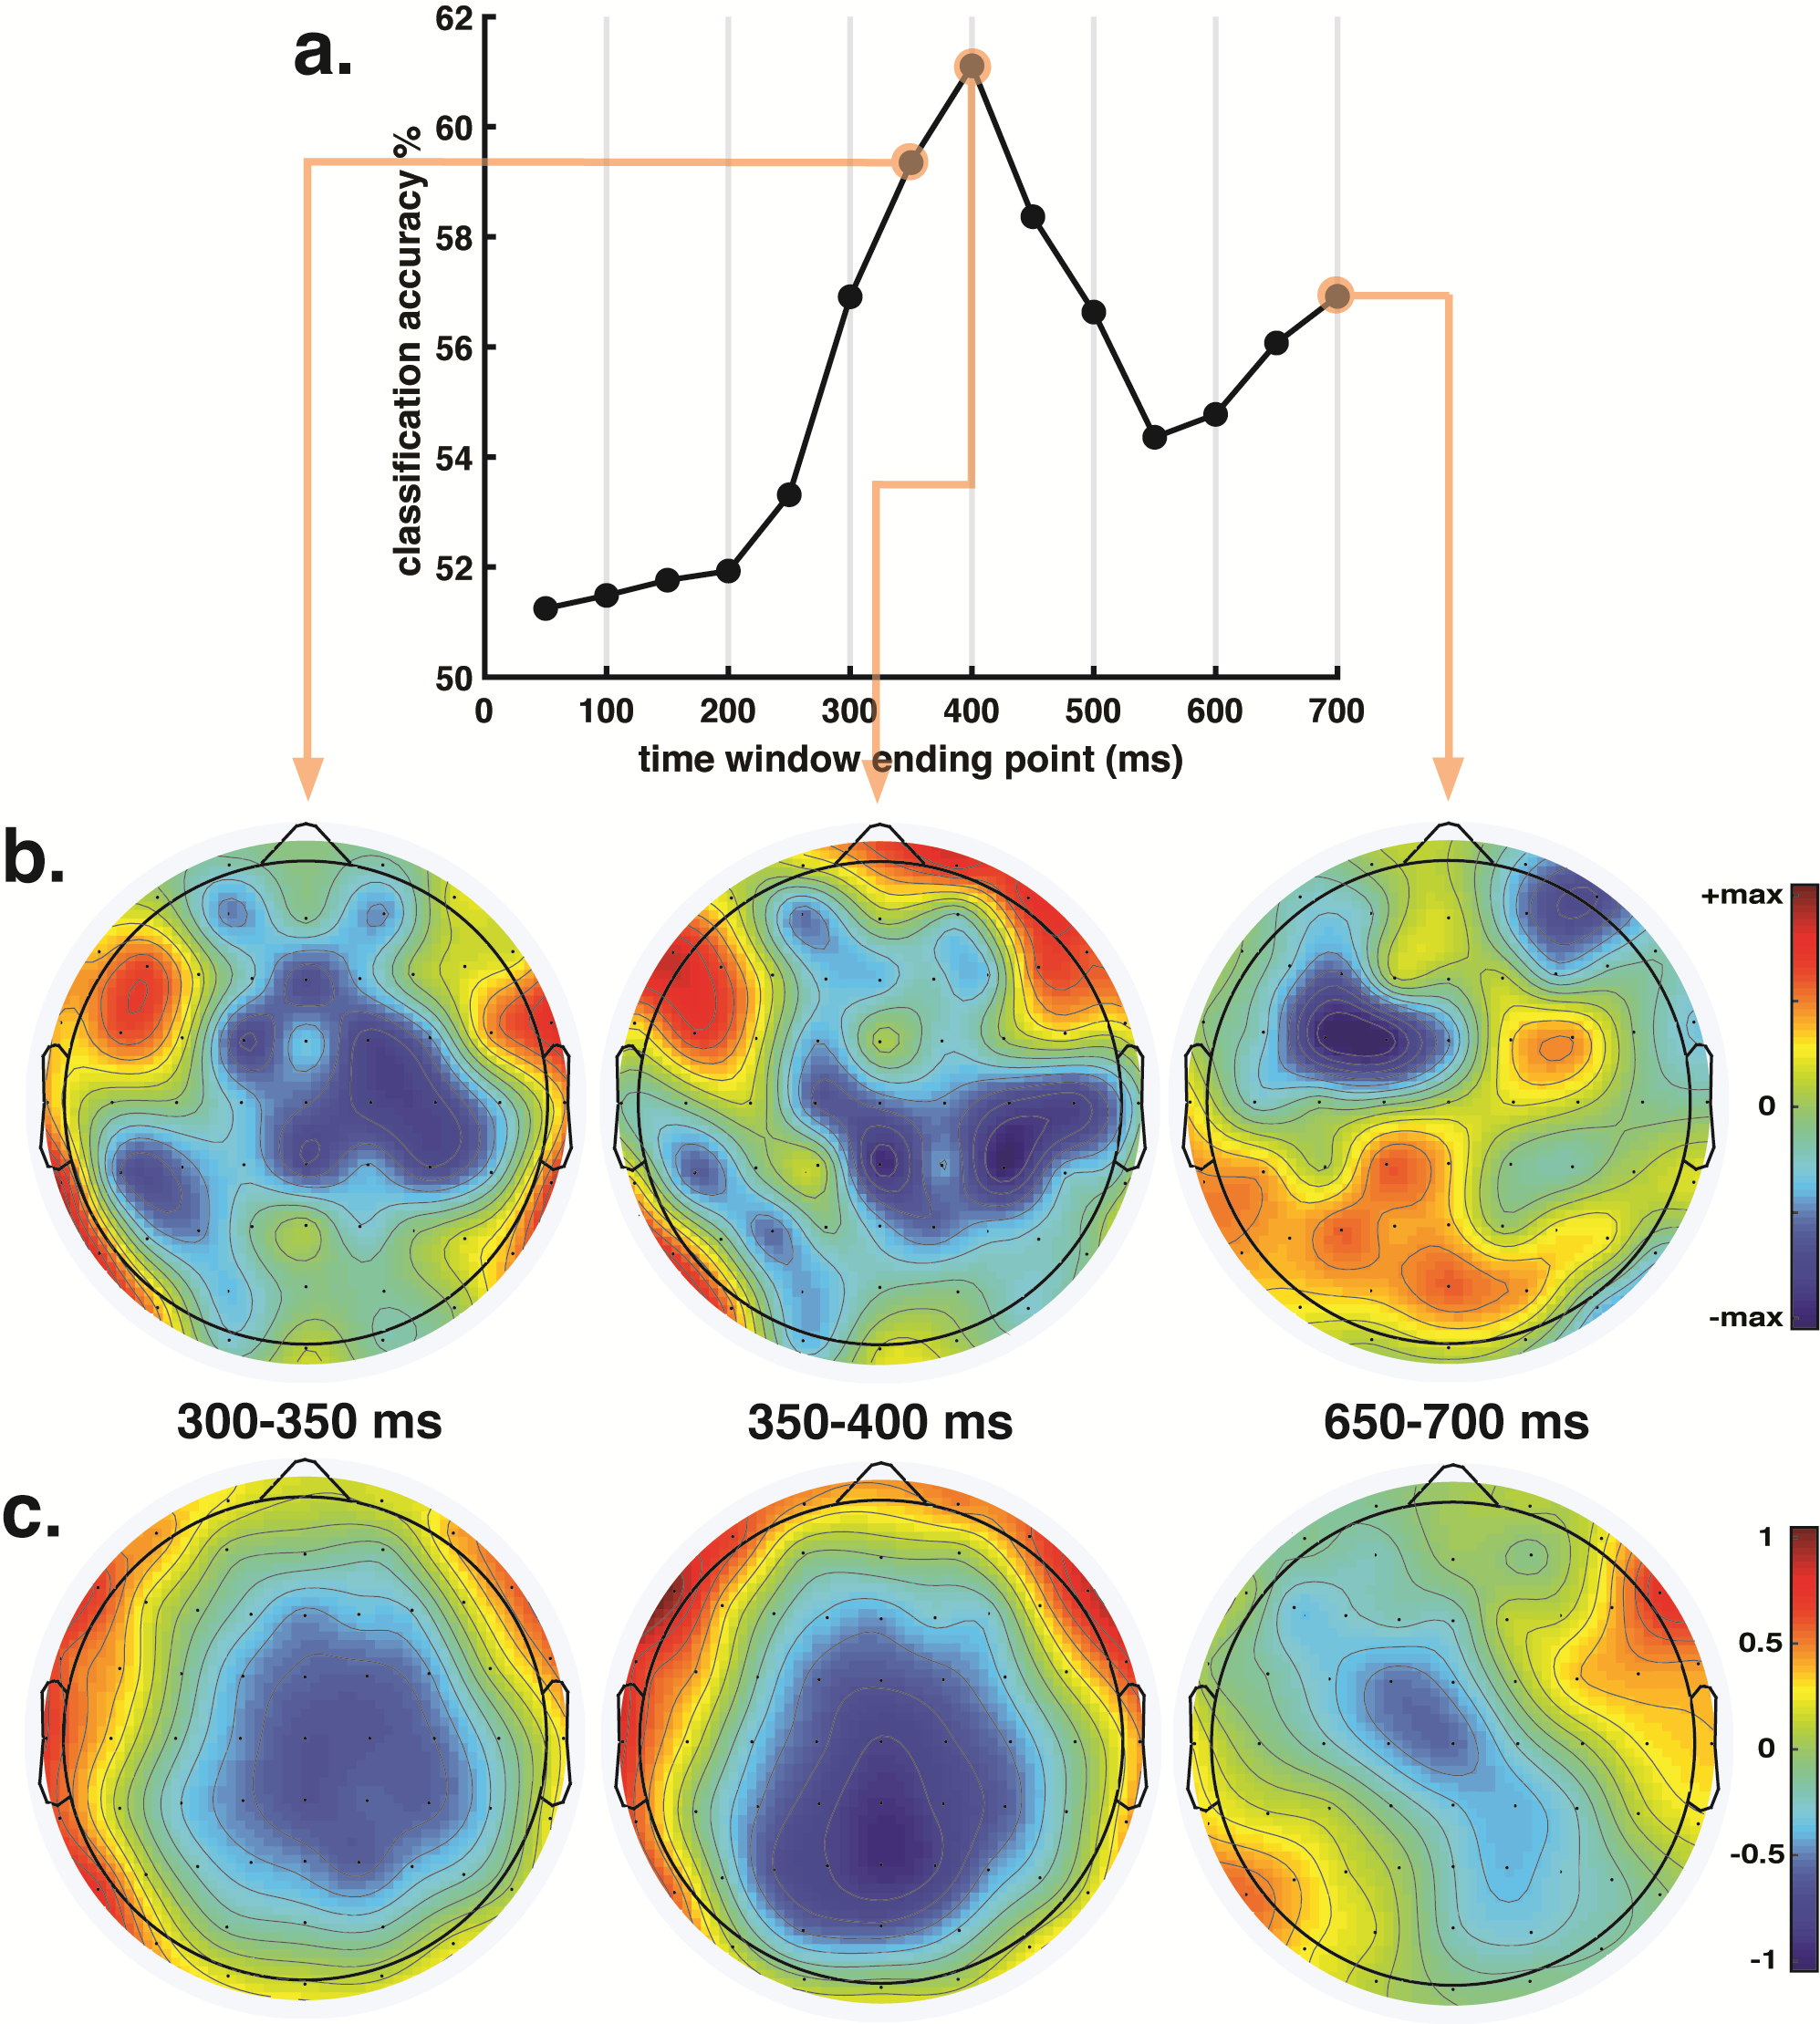 a.
62
60
58
56
54
52
50
classification accuracy %
0 100 200 300 400 500 600 700
time window ending point (ms)
b.
+max
0
-max
300-350 ms 350-400 ms 650-700 ms
c.
1
0.5
0
-0.5
-1